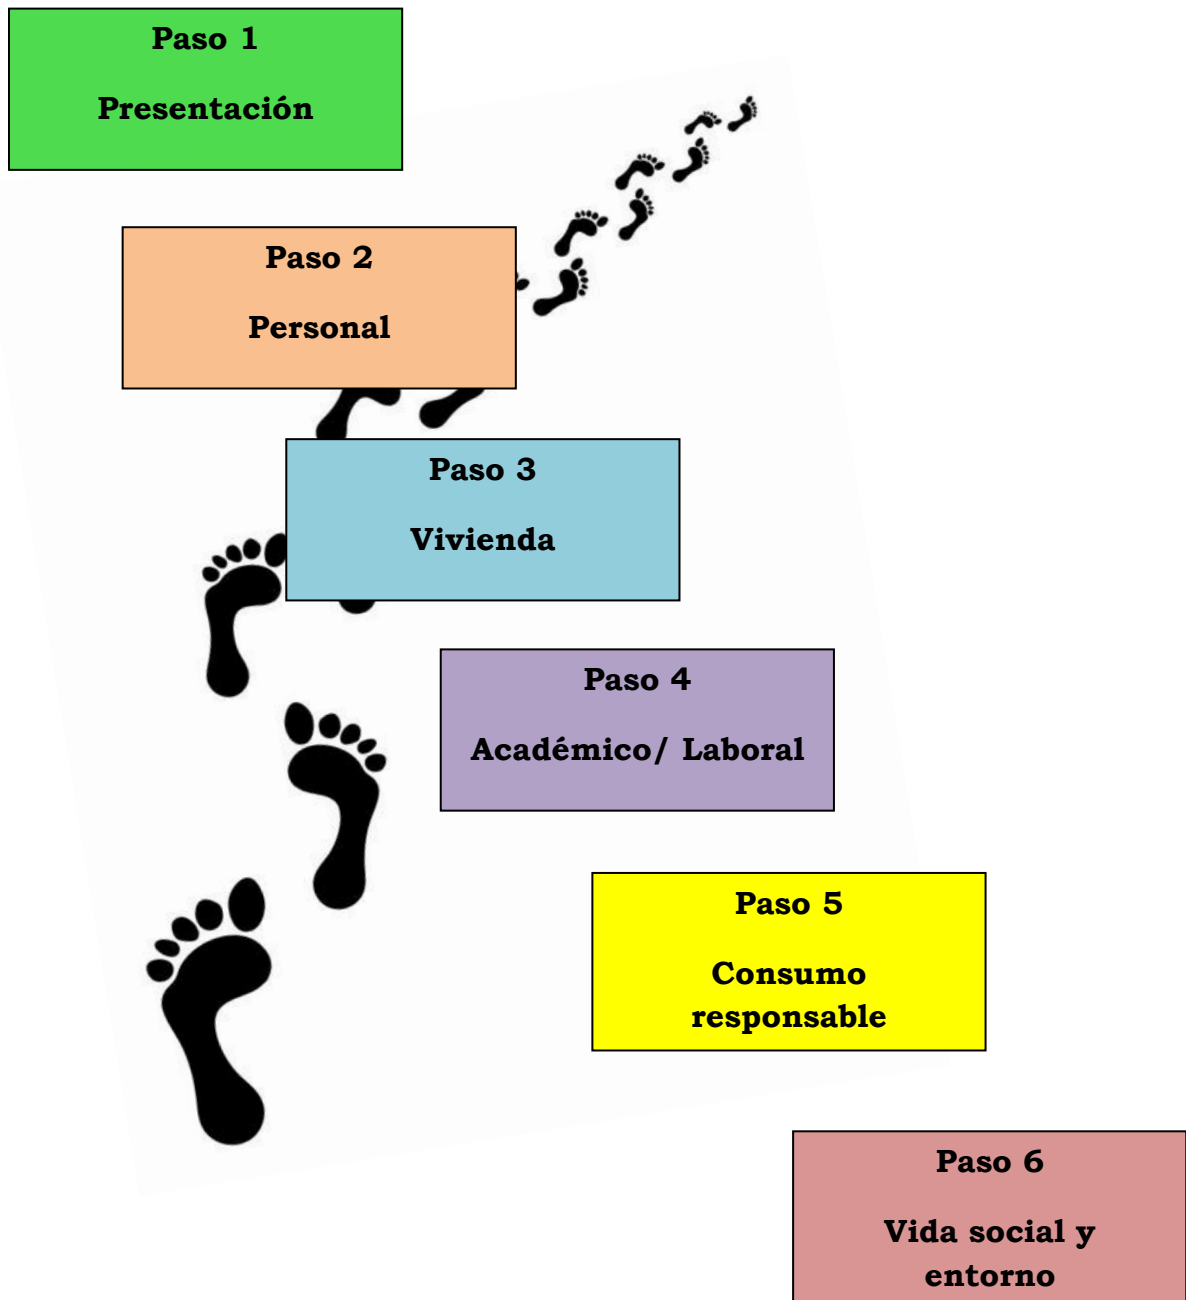 Paso 1
Presentación
Paso 2
Personal
Paso 3
Vivienda
Paso 4
Académico/ Laboral
Paso 5
Consumo
responsable
Paso 6
Vida social y
entorno